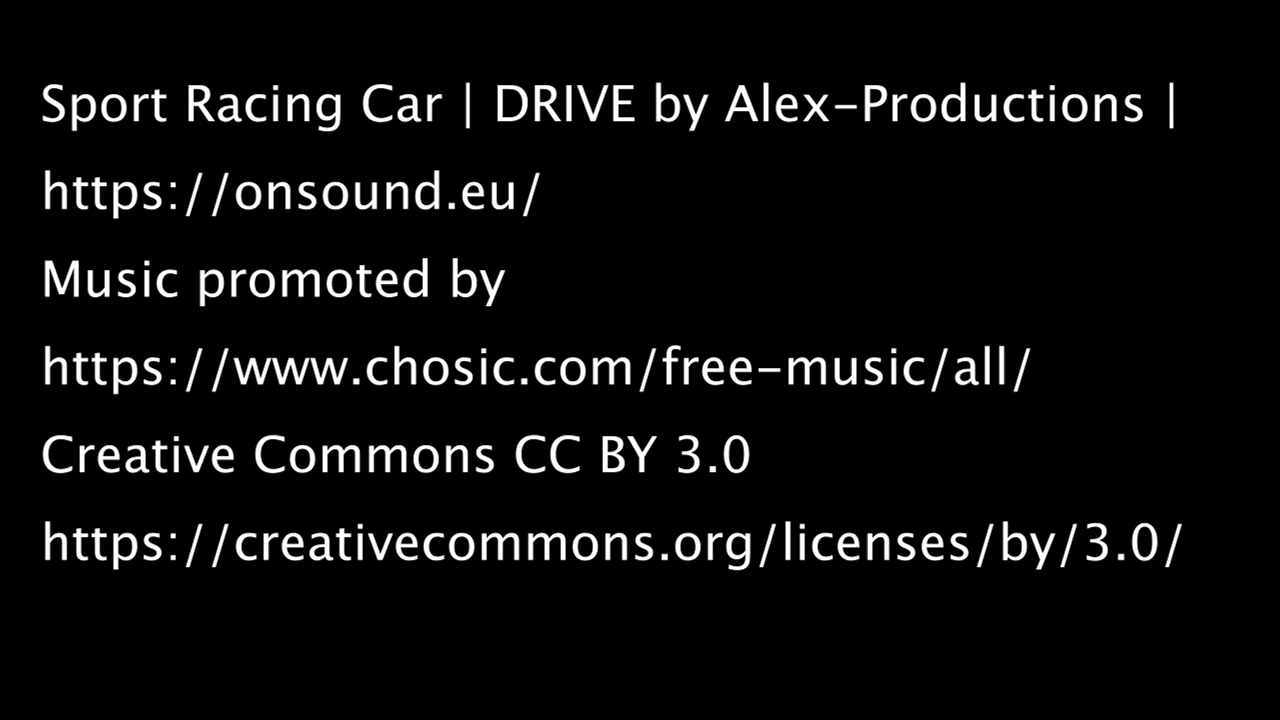 Sport Racing Car | DRIVE by Alex-Productions |
https://onsound.eu/
Music promoted by
https://www.chosic.com/free-music/all/
Creative Commons CC BY 3.0
https://creativecommons.org/licenses/by/3.0/